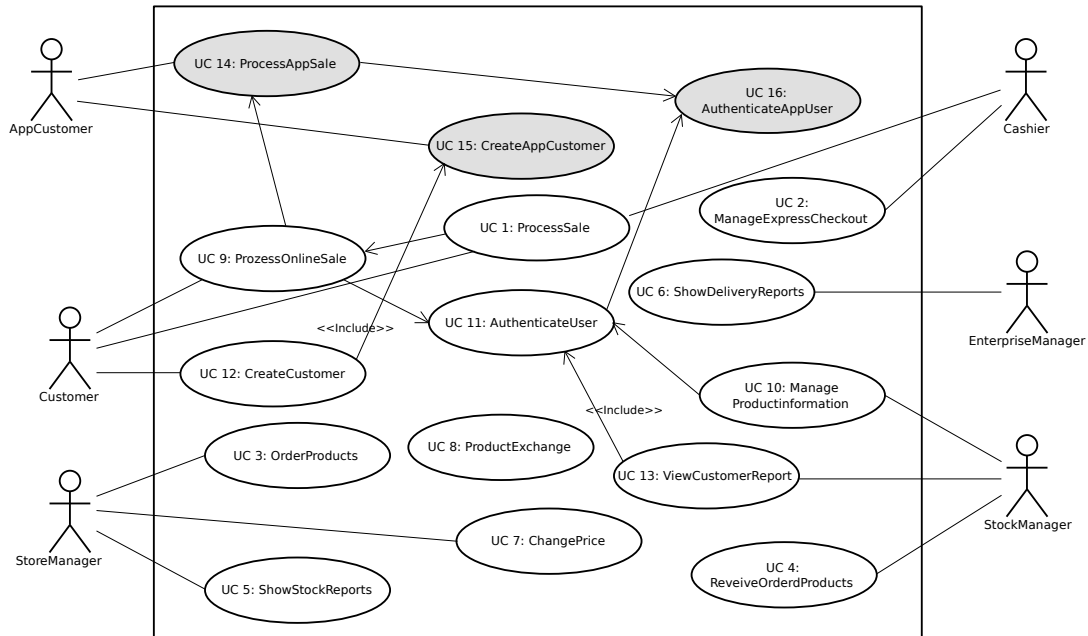 UC 14: ProcessAppSale
UC 16:
AuthenticateAppUser
AppCustomer
Cashier
UC 15: CreateAppCustomer
UC 2:
ManageExpressCheckout
UC 1: ProcessSale
UC 9: ProzessOnlineSale
UC 6: ShowDeliveryReports
UC 11: AuthenticateUser
<<Include>>
EnterpriseManager
UC 12: CreateCustomer
Customer
UC 10: Manage
Productinformation
<<Include>>
UC 8: ProductExchange
UC 3: OrderProducts
UC 13: ViewCustomerReport
StockManager
UC 7: ChangePrice
StoreManager
UC 4:
ReveiveOrderdProducts
UC 5: ShowStockReports